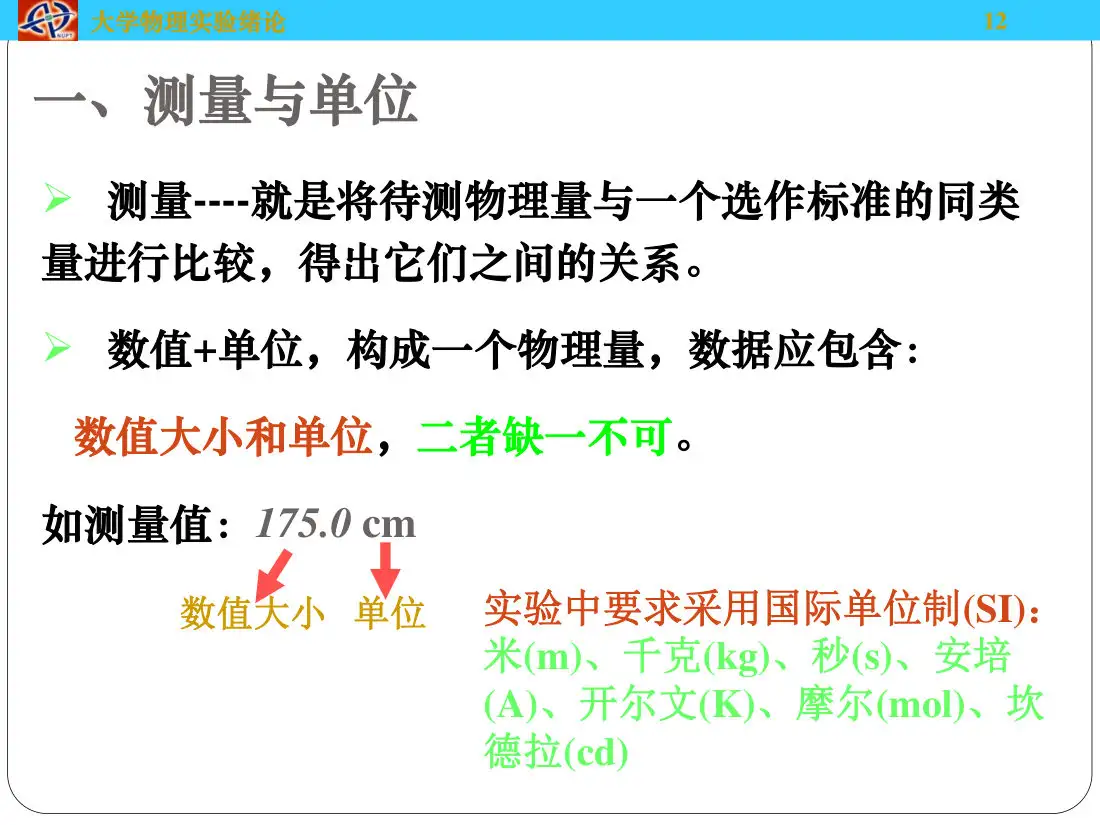 NUPT
大学物理实验绪论
12
一、测量与单位
测量----就是将待测物理量与一个选作标准的同类
量进行比较，得出它们之间的关系。
数值+单位，构成一个物理量，数据应包含：
数值大小和单位，二者缺一不可。
如测量值：175.0 cm
数值大小 单位
实验中要求采用国际单位制(SI)：
米(m)、千克(kg)、秒(s)、安培
(A)、开尔文(K)、摩尔(mol)、坎
德拉(cd)